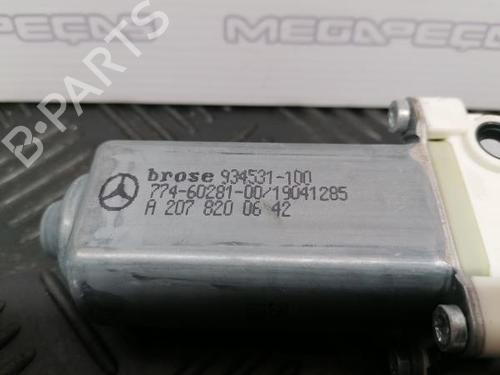 MEGAPEÇAS
B-PARTS
brose 934531-100
774-60281-00/19041285
A 207 820 06 42